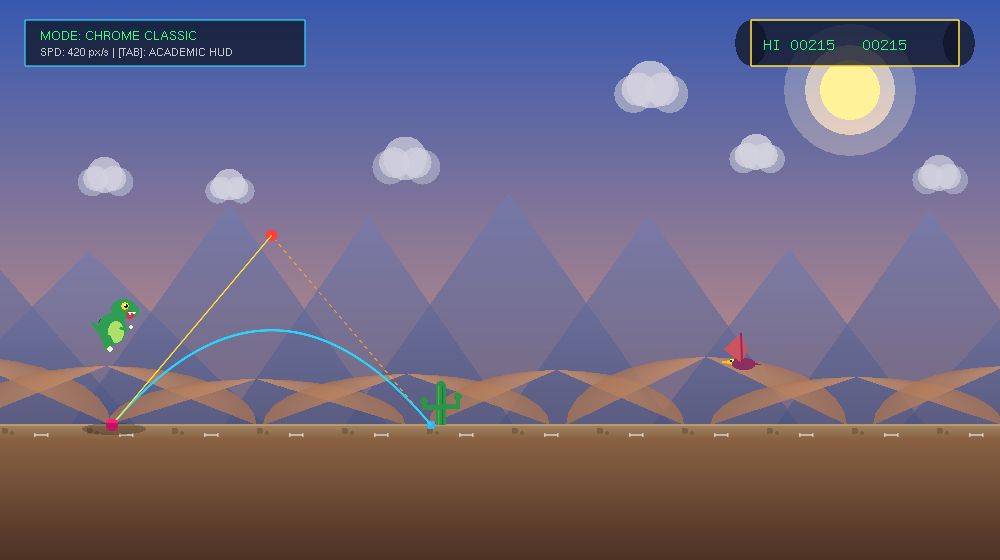 MODE: CHROME CLASSIC
SPD: 420 px/s | [TAB]: ACADEMIC HUD
HI 00215 00215